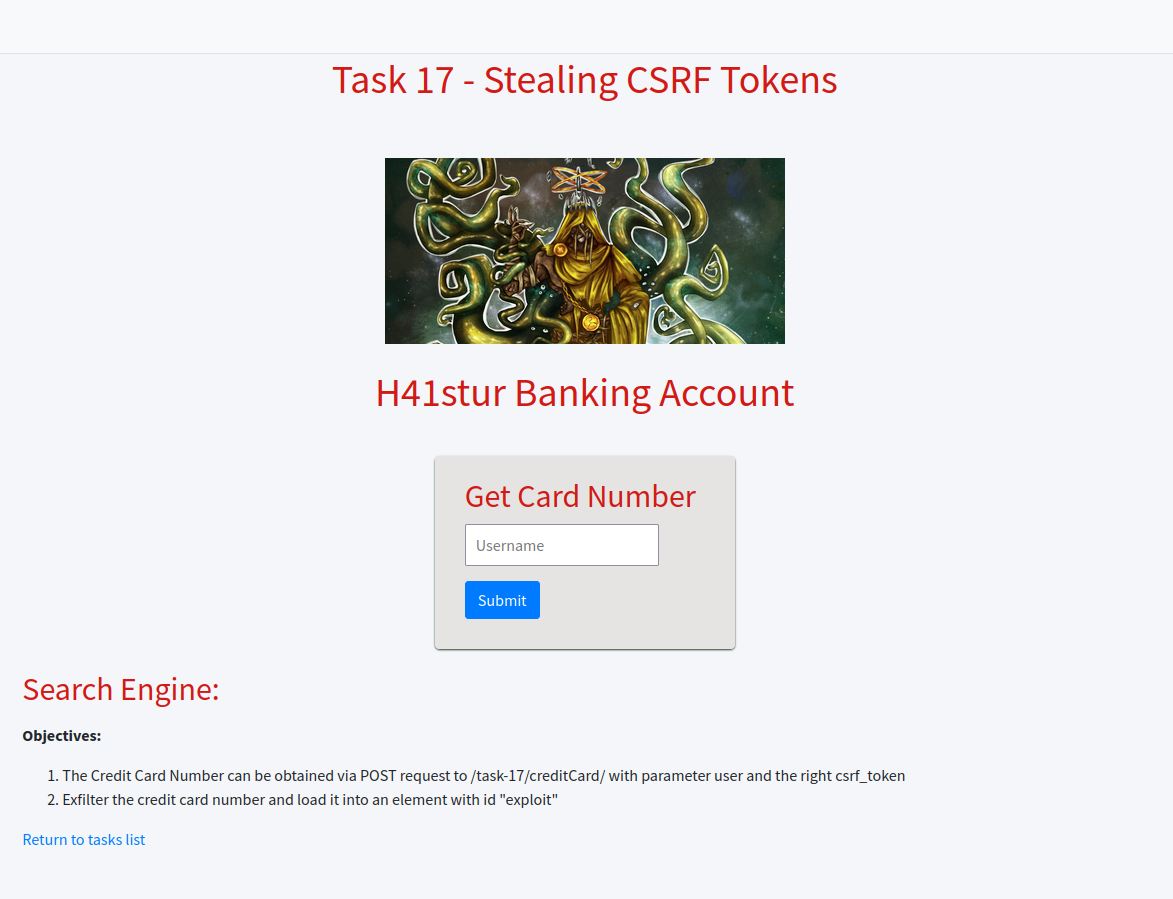 Task 17 - Stealing CSRF Tokens
H41stur Banking Account
Get Card Number
Username
Submit
Search Engine:
Objectives:
1. The Credit Card Number can be obtained via POST request to /task-17/creditCard/ with parameter user and the right csrf_token
2. Exfilter the credit card number and load it into an element with id "exploit"
Return to tasks list